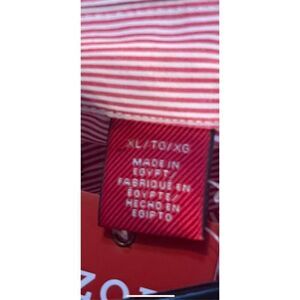 XL/TG/XG
MADE IN
EGYPT/
FABRIQUÉ EN
EGYPTE/
HECHO EN
EGIPTO